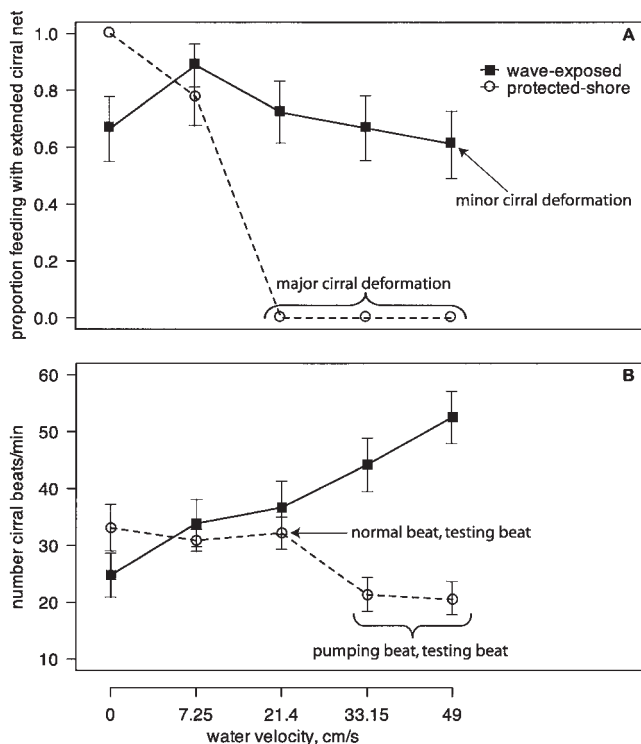 proportion feeding with extended cirral net
1.0
0.8
0.6
0.4
0.2
0.0
A
wave-exposed
protected-shore
minor cirral deformation
major cirral deformation
number cirral beats/min
60
50
40
30
20
10
B
normal beat, testing beat
pumping beat, testing beat
0 7.25 21.4 33.15 49
water velocity, cm/s